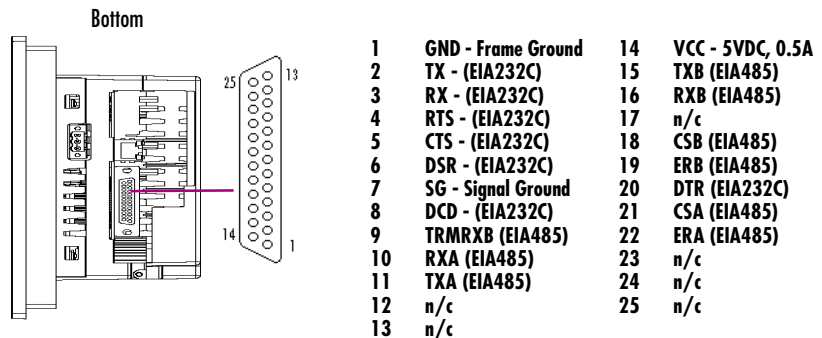 Bottom
25
13
14
1
1 GND - Frame Ground 14 VCC - 5VDC, 0.5A
2 TX - (EIA232C) 15 TXB (EIA485)
3 RX - (EIA232C) 16 RXB (EIA485)
4 RTS - (EIA232C) 17 n/c
5 CTS - (EIA232C) 18 CSB (EIA485)
6 DSR - (EIA232C) 19 ERB (EIA485)
7 SG - Signal Ground 20 DTR (EIA232C)
8 DCD - (EIA232C) 21 CSA (EIA485)
9 TRMRXB (EIA485) 22 ERA (EIA485)
10 RXA (EIA485) 23 n/c
11 TXA (EIA485) 24 n/c
12 n/c 25 n/c
13 n/c